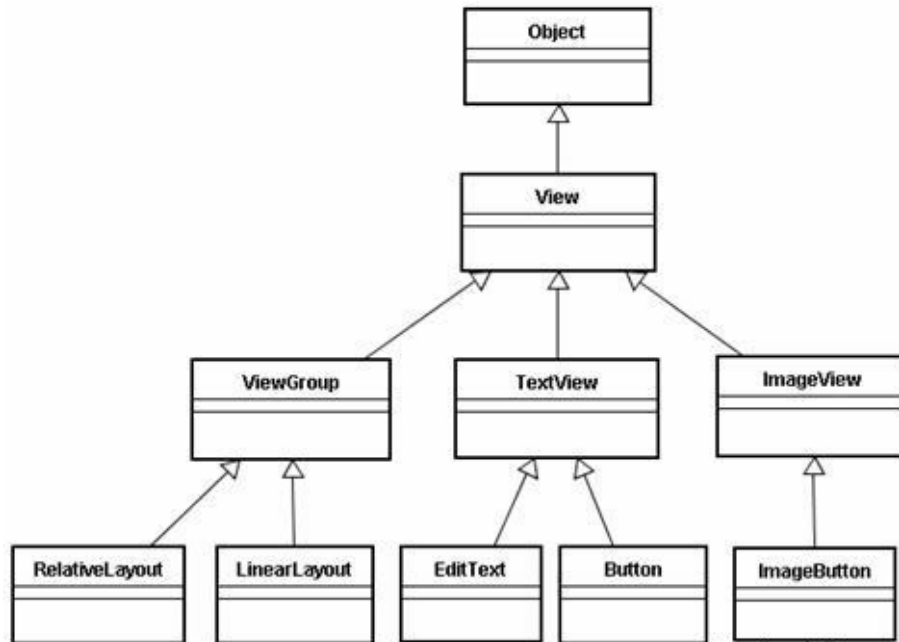 Object
View
ViewGroup
TextView
ImageView
RelativeLayout
LinearLayout
EditText
Button
ImageButton